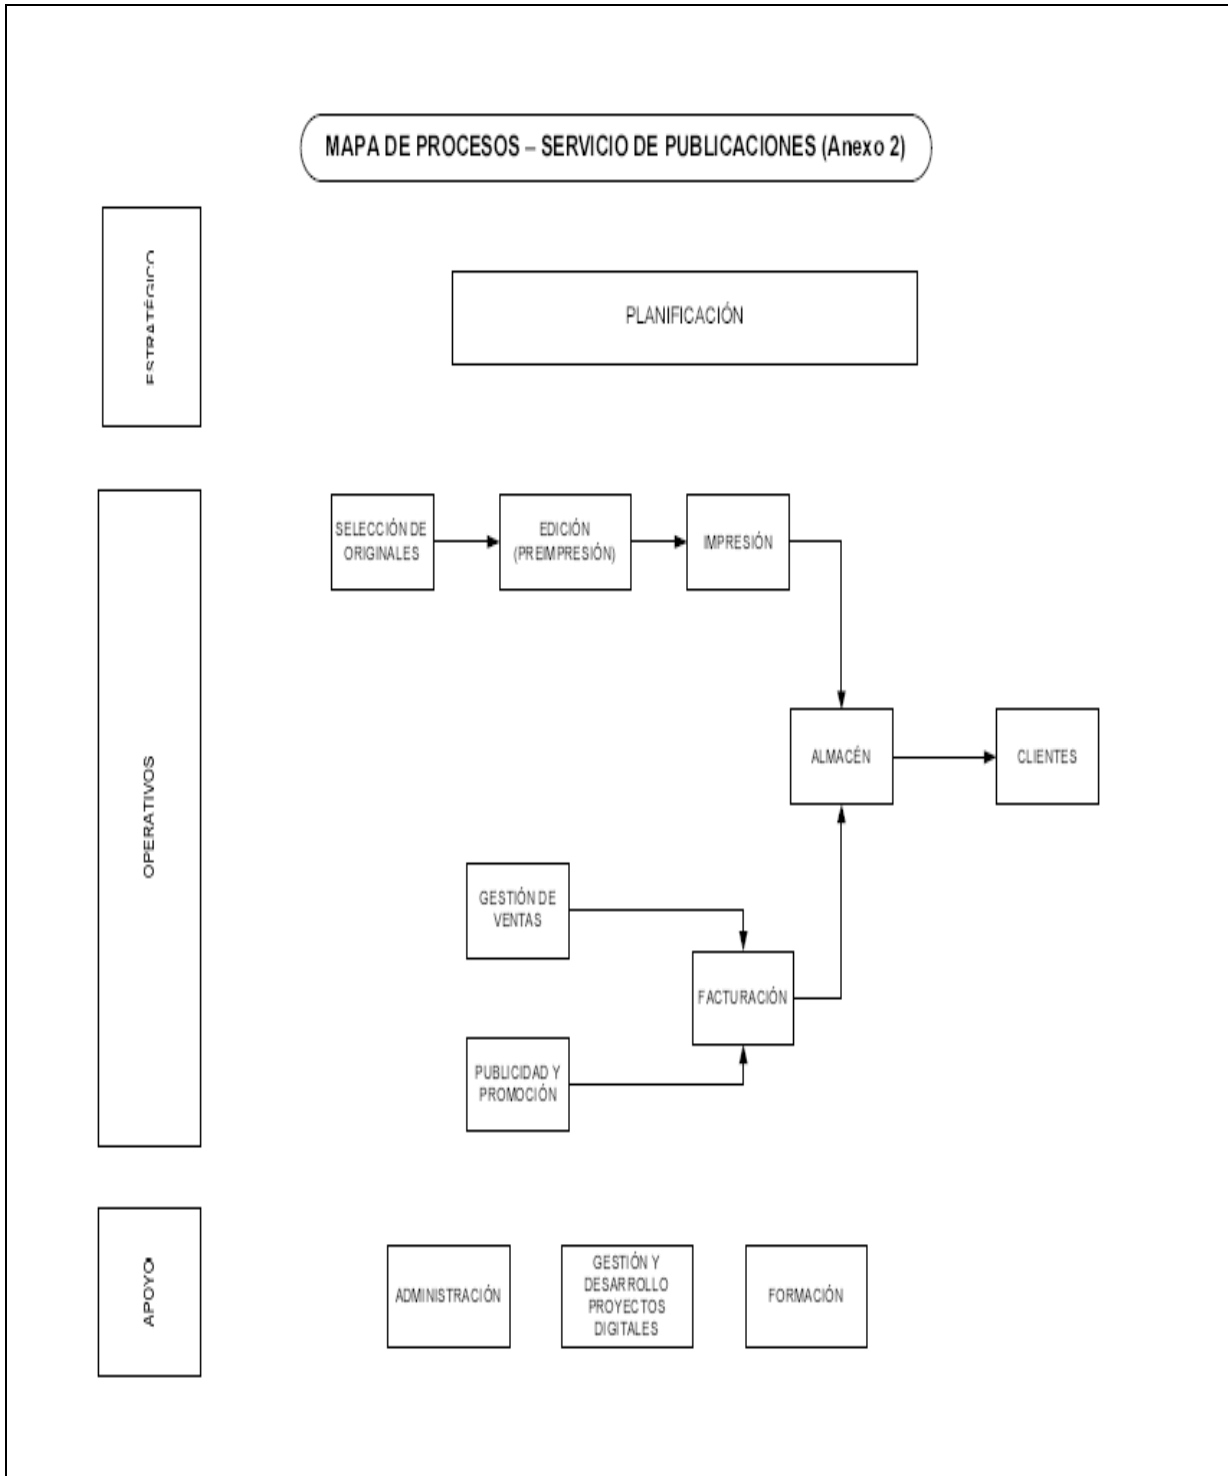 MAPA DE PROCESOS – SERVICIO DE PUBLICACIONES (Anexo 2)
ESTRATÉGICO
PLANIFICACIÓN
OPERATIVOS
SELECCIÓN DE
ORIGINALES
EDICIÓN
(PREIMPRESIÓN)
IMPRESIÓN
ALMACÉN
CLIENTES
GESTIÓN DE
VENTAS
FACTURACIÓN
PUBLICIDAD Y
PROMOCIÓN
APOYO
ADMINISTRACIÓN
GESTIÓN Y
DESARROLLO
PROYECTOS
DIGITALES
FORMACIÓN